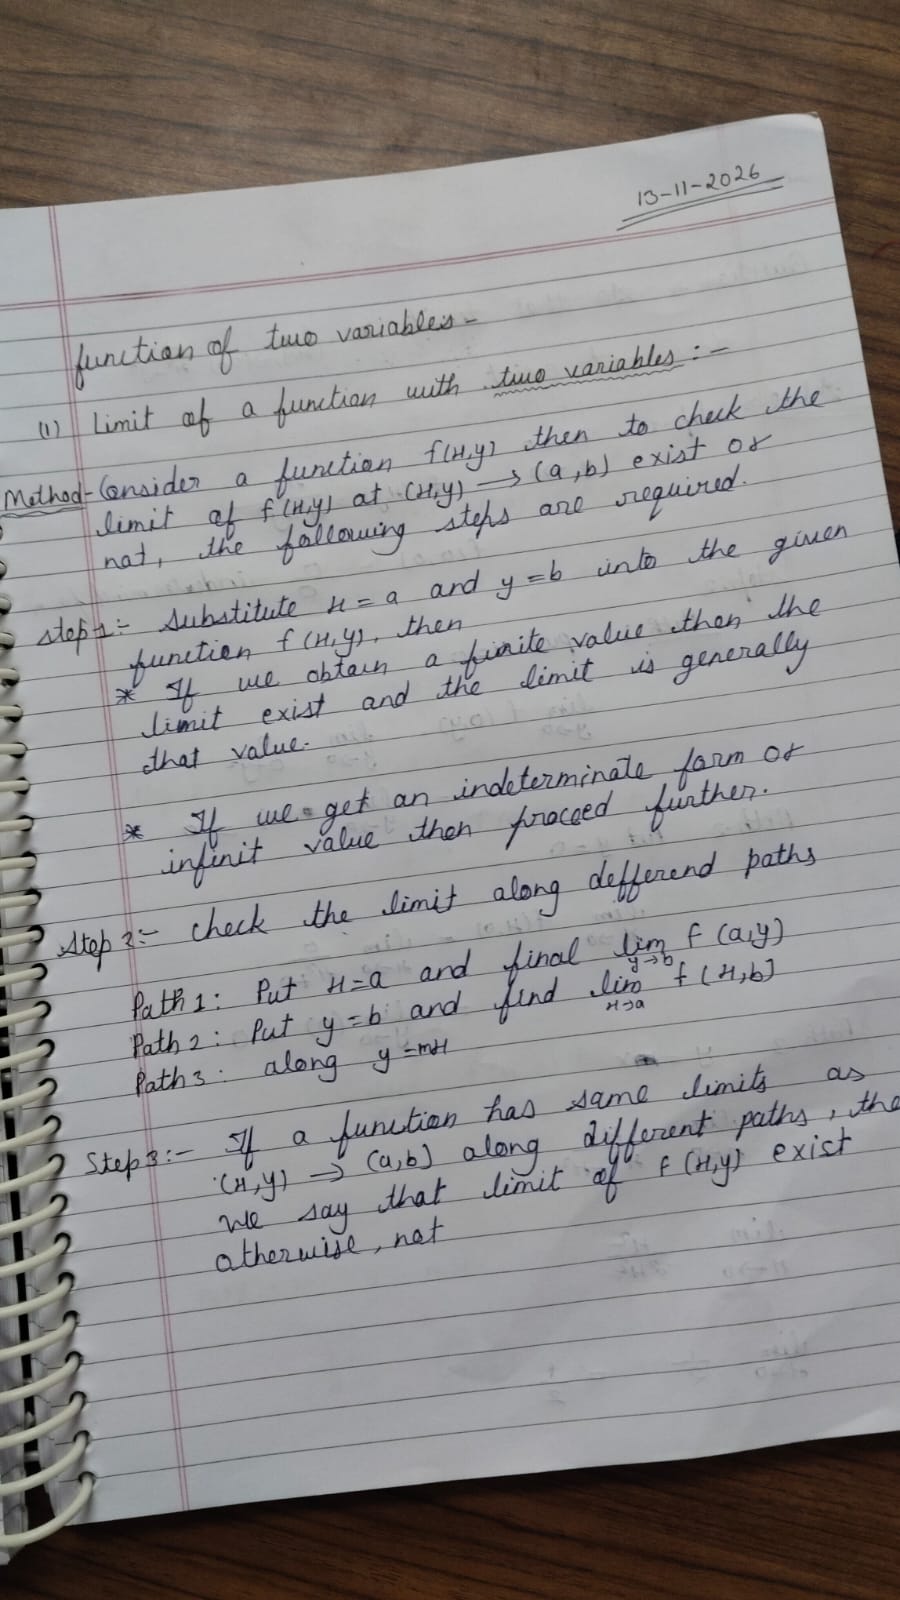 13-11-2026
function of two variables-
(1) Limit of a function with two variables :-
Method- Consider a function f(x,y) then to check the
limit of f(x,y) at (x,y) → (a,b) exist or
not, the following steps are required.
Step 1:- Substitute x = a and y = b into the given
function f(x,y), then
* If we obtain a finite value then the
limit exist and the limit is generally
that value.
* If we get an indeterminate form or
infinit value then proceed further.
Step 2:- check the limit along defferend paths
Path 1: Put x=a and final lim y→b f(a,y)
Path 2: Put y=b and find lim x→a f(x,b)
Path 3: along y=mx
Step 3:- If a function has same limits as
(x,y) → (a,b) along different paths, the
we say that limit of f(x,y) exist
otherwise, not